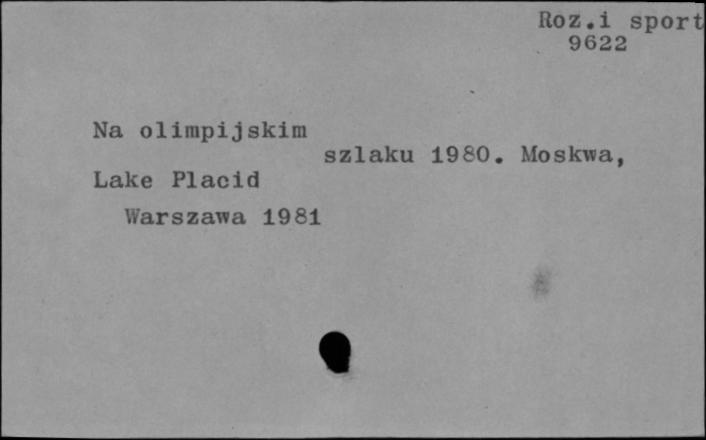 Roz.i sport
9622
Na olimpijskim
szlaku 1980. Moskwa,
Lake Placid
Warszawa 1981